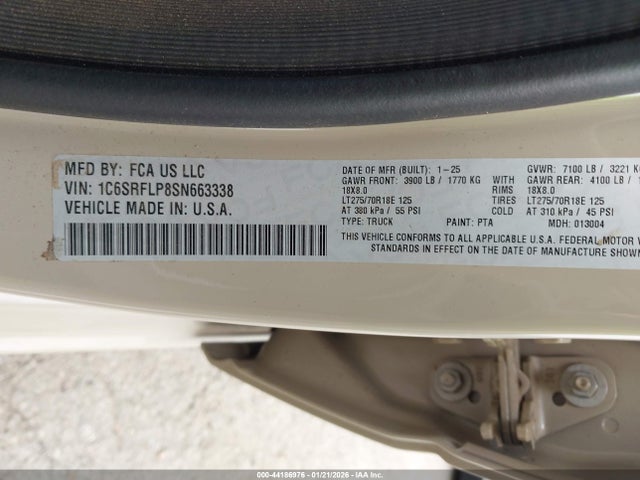 MFD BY: FCA US LLC
VIN: 1C6SRFLP8SN663338
VEHICLE MADE IN: U.S.A.
DATE OF MFR (BUILT): 1-25 GVWR: 7100 LB / 3221 K
GAWR FRONT: 3900 LB / 1770 KG GAWR REAR: 4100 LB / 1
18X8.0 RIMS 18X8.0
LT275/70R18E 125 TIRES LT275/70R18E 125
AT 380 kPa / 55 PSI COLD AT 310 kPa / 45 PSI
TYPE: TRUCK PAINT: PTA MDH: 013004
THIS VEHICLE CONFORMS TO ALL APPLICABLE U.S.A. FEDERAL MOTOR
STANDARDS IN EFFECT ON THE DATE OF MANUFACTURE SHOWN
000-44186976 - 01/21/2026 - IAA Inc.